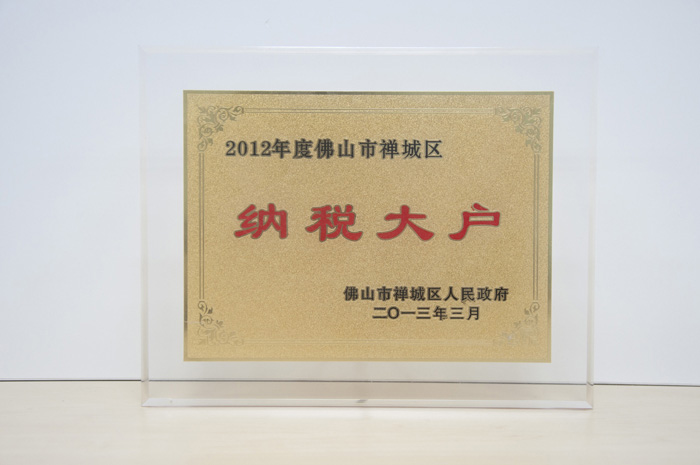 2012年度佛山市禅城区
纳税大户
佛山市禅城区人民政府
二〇一三年三月